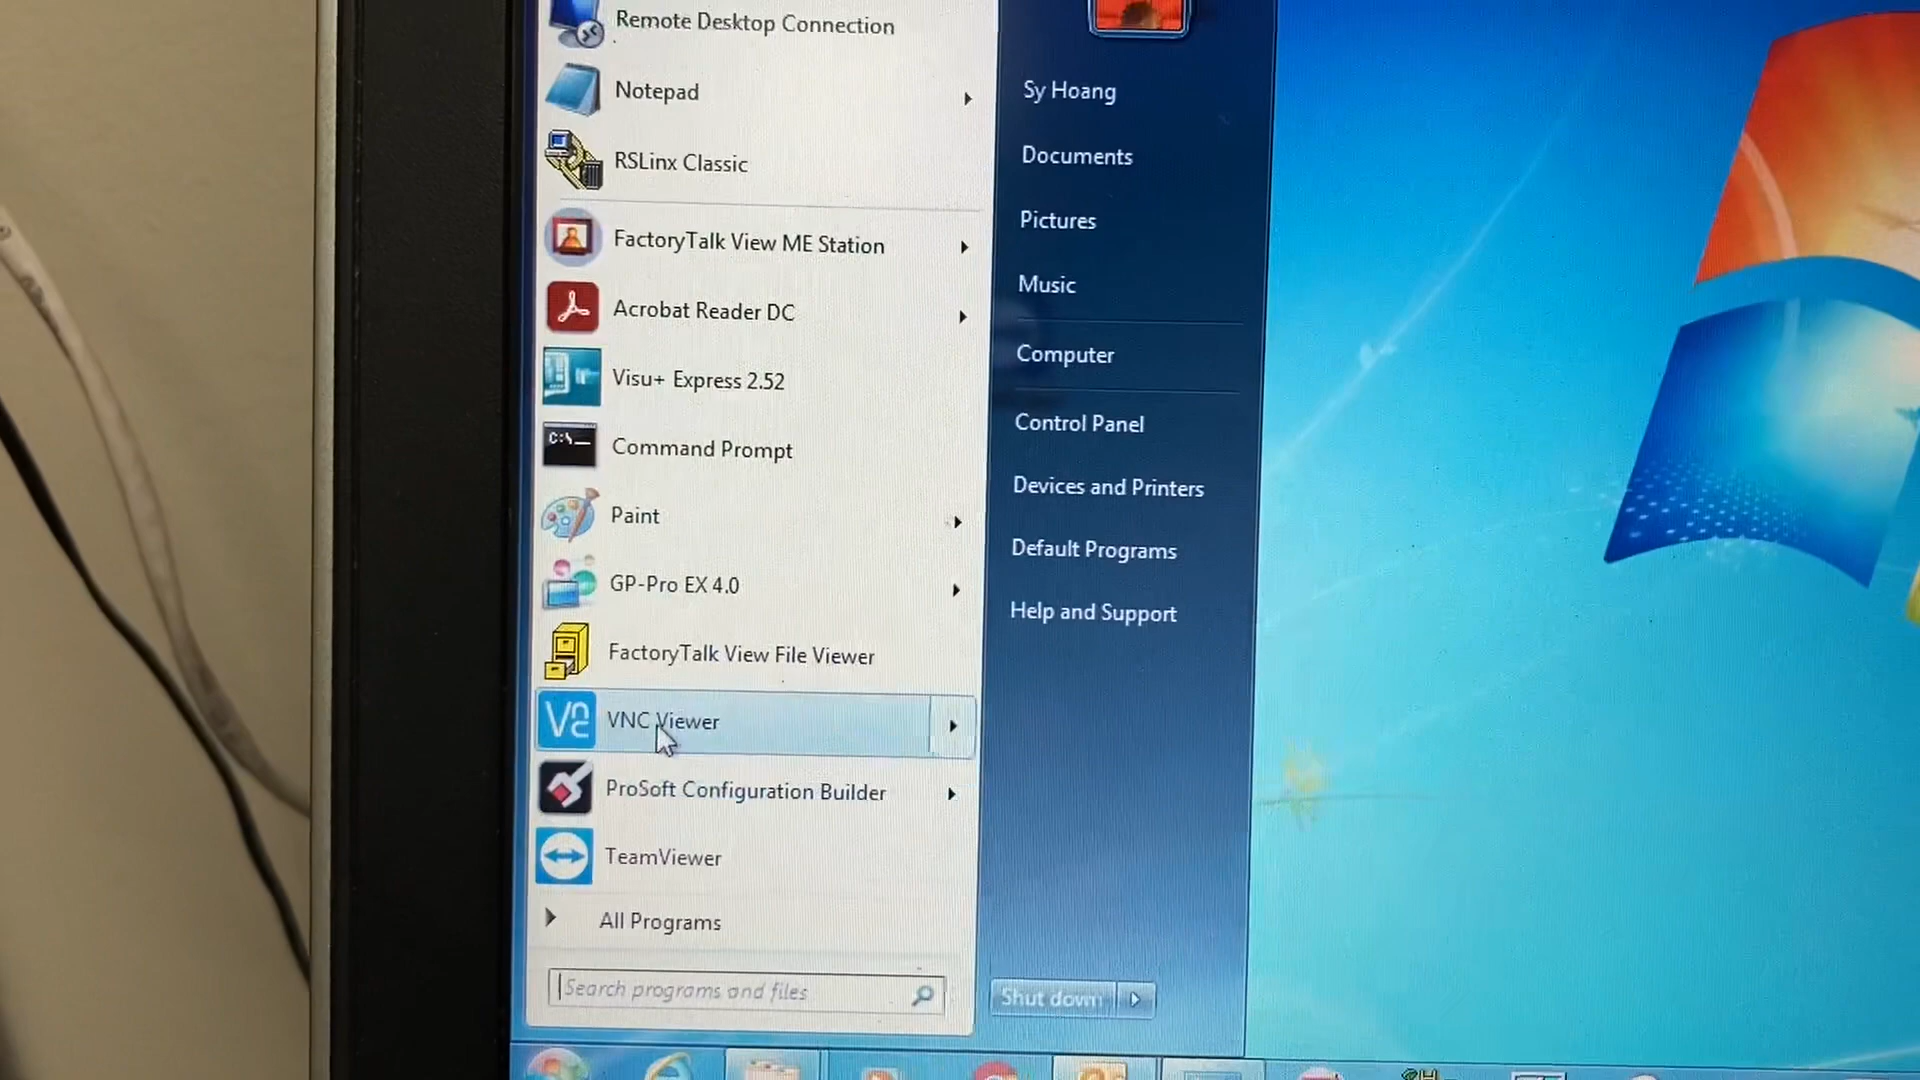 Remote Desktop Connection
Notepad
RSLinx Classic
FactoryTalk View ME Station
Acrobat Reader DC
Visu+ Express 2.52
C:\_
Command Prompt
Paint
GP-Pro EX 4.0
FactoryTalk View File Viewer
VNC Viewer
ProSoft Configuration Builder
TeamViewer
All Programs
Search programs and files
Sy Hoang
Documents
Pictures
Music
Computer
Control Panel
Devices and Printers
Default Programs
Help and Support
Shut down